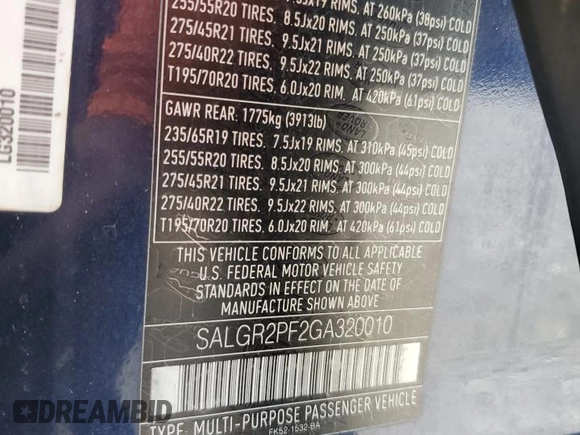 255/55R20 TIRES, 8.5Jx20 RIMS, AT 250kPa (37psi) COLD
275/45R21 TIRES, 9.5Jx21 RIMS, AT 250kPa (37psi) COLD
275/40R22 TIRES, 9.5Jx22 RIMS, AT 250kPa (37psi) COLD
T195/70R20 TIRES, 6.0Jx20 RIM, AT 420kPa (61psi) COLD
GAWR REAR: 1775kg (3913lb)
235/65R19 TIRES, 7.5Jx19 RIMS, AT 310kPa (45psi) COLD
255/55R20 TIRES, 8.5Jx20 RIMS, AT 300kPa (44psi) COLD
275/45R21 TIRES, 9.5Jx21 RIMS, AT 300kPa (44psi) COLD
275/40R22 TIRES, 9.5Jx22 RIMS, AT 300kPa (44psi) COLD
T195/70R20 TIRES, 6.0Jx20 RIM, AT 420kPa (61psi) COLD
THIS VEHICLE CONFORMS TO ALL APPLICABLE
U.S. FEDERAL MOTOR VEHICLE SAFETY
STANDARDS IN EFFECT ON THE DATE OF
MANUFACTURE SHOWN ABOVE
SALGR2PF2GA320010
TYPE: MULTI-PURPOSE PASSENGER VEHICLE
FK52-1532-BA
LG320010
DREAMBID
.COM